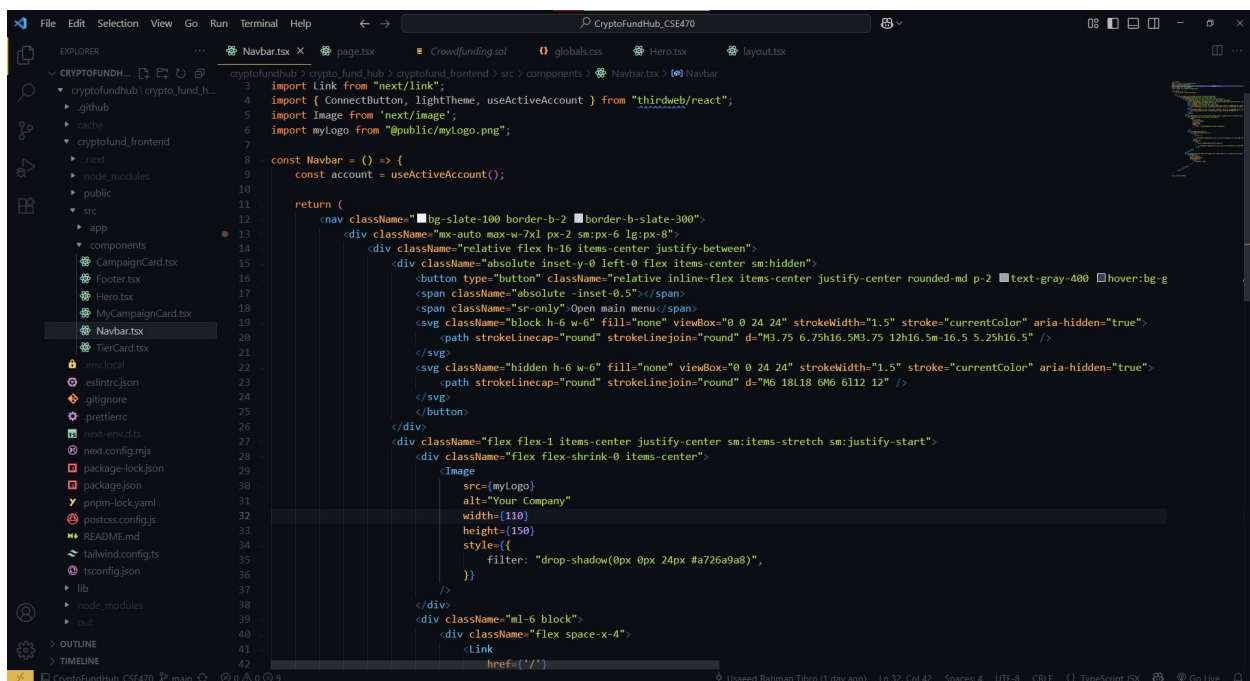 File Edit Selection View Go Run Terminal Help
CryptoFundHub_CSE470
EXPLORER
Navbar.tsx
page.tsx
Crowdfunding.sol
globals.css
Hero.tsx
layout.tsx
CRYPTOFUNDH...
cryptofundhub > crypto_fund_hub > cryptofund_frontend > src > components > Navbar.tsx > Navbar
cryptofundhub \ crypto_fund_h...
.github
cache
cryptofund_frontend
.next
node_modules
public
src
app
components
CampaignCard.tsx
Footer.tsx
Hero.tsx
MyCampaignCard.tsx
Navbar.tsx
TierCard.tsx
.env.local
.eslintrc.json
.gitignore
.prettierrc
next-env.d.ts
next.config.mjs
package-lock.json
package.json
pnpm-lock.yaml
postcss.config.js
README.md
tailwind.config.ts
tsconfig.json
lib
node_modules
out
OUTLINE
TIMELINE
3 import Link from "next/link";
4 import { ConnectButton, lightTheme, useActiveAccount } from "thirdweb/react";
5 import Image from 'next/image';
6 import myLogo from "@public/myLogo.png";
7
8 const Navbar = () => {
9 const account = useActiveAccount();
10
11 return (
12 <nav className=" bg-slate-100 border-b-2 border-b-slate-300">
13 <div className="mx-auto max-w-7xl px-2 sm:px-6 lg:px-8">
14 <div className="relative flex h-16 items-center justify-between">
15 <div className="absolute inset-y-0 left-0 flex items-center sm:hidden">
16 <button type="button" className="relative inline-flex items-center justify-center rounded-md p-2 text-gray-400 hover:bg-g
17 <span className="absolute -inset-0.5"></span>
18 <span className="sr-only">Open main menu</span>
19 <svg className="block h-6 w-6" fill="none" viewBox="0 0 24 24" strokeWidth="1.5" stroke="currentColor" aria-hidden="true">
20 <path strokeLinecap="round" strokeLinejoin="round" d="M3.75 6.75h16.5M3.75 12h16.5m-16.5 5.25h16.5" />
21 </svg>
22 <svg className="hidden h-6 w-6" fill="none" viewBox="0 0 24 24" strokeWidth="1.5" stroke="currentColor" aria-hidden="true">
23 <path strokeLinecap="round" strokeLinejoin="round" d="M6 18L18 6M6 6l12 12" />
24 </svg>
25 </button>
26 </div>
27 <div className="flex flex-1 items-center justify-center sm:items-stretch sm:justify-start">
28 <div className="flex flex-shrink-0 items-center">
29 <Image
30 src={myLogo}
31 alt="Your Company"
32 width={110}
33 height={150}
34 style={{
35 filter: "drop-shadow(0px 0px 24px #a726a9a8)",
36 }}
37 />
38 </div>
39 <div className="ml-6 block">
40 <div className="flex space-x-4">
41 <Link
42 href={'/'}
CryptoFundHub_CSE470 main 0 0 9
Usaeed Rahman Tibro (1 day ago) Ln 32, Col 42 Spaces: 4 UTF-8 CRLF {} TypeScript JSX Go Live